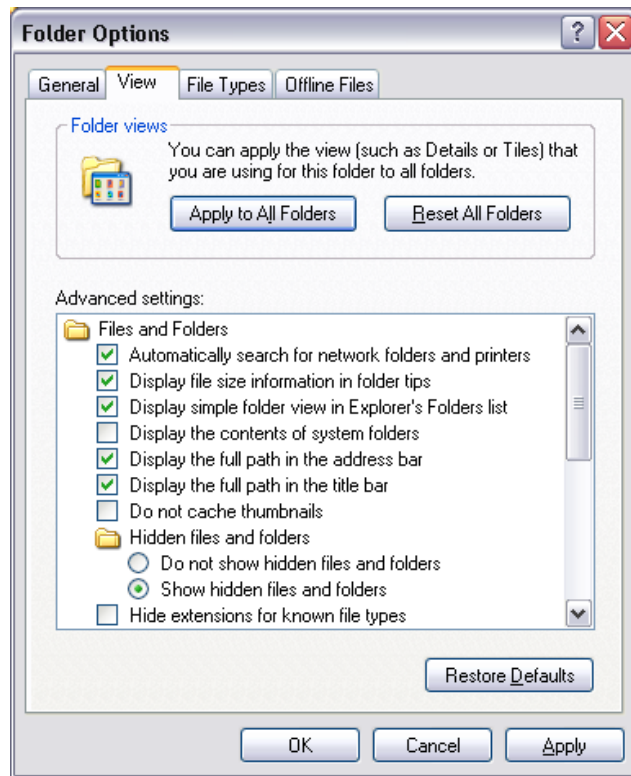 Folder Options
?
General View File Types Offline Files
Folder views
You can apply the view (such as Details or Tiles) that
you are using for this folder to all folders.
Apply to All Folders Reset All Folders
Advanced settings:
Files and Folders
Automatically search for network folders and printers
Display file size information in folder tips
Display simple folder view in Explorer's Folders list
Display the contents of system folders
Display the full path in the address bar
Display the full path in the title bar
Do not cache thumbnails
Hidden files and folders
Do not show hidden files and folders
Show hidden files and folders
Hide extensions for known file types
Restore Defaults
OK Cancel Apply